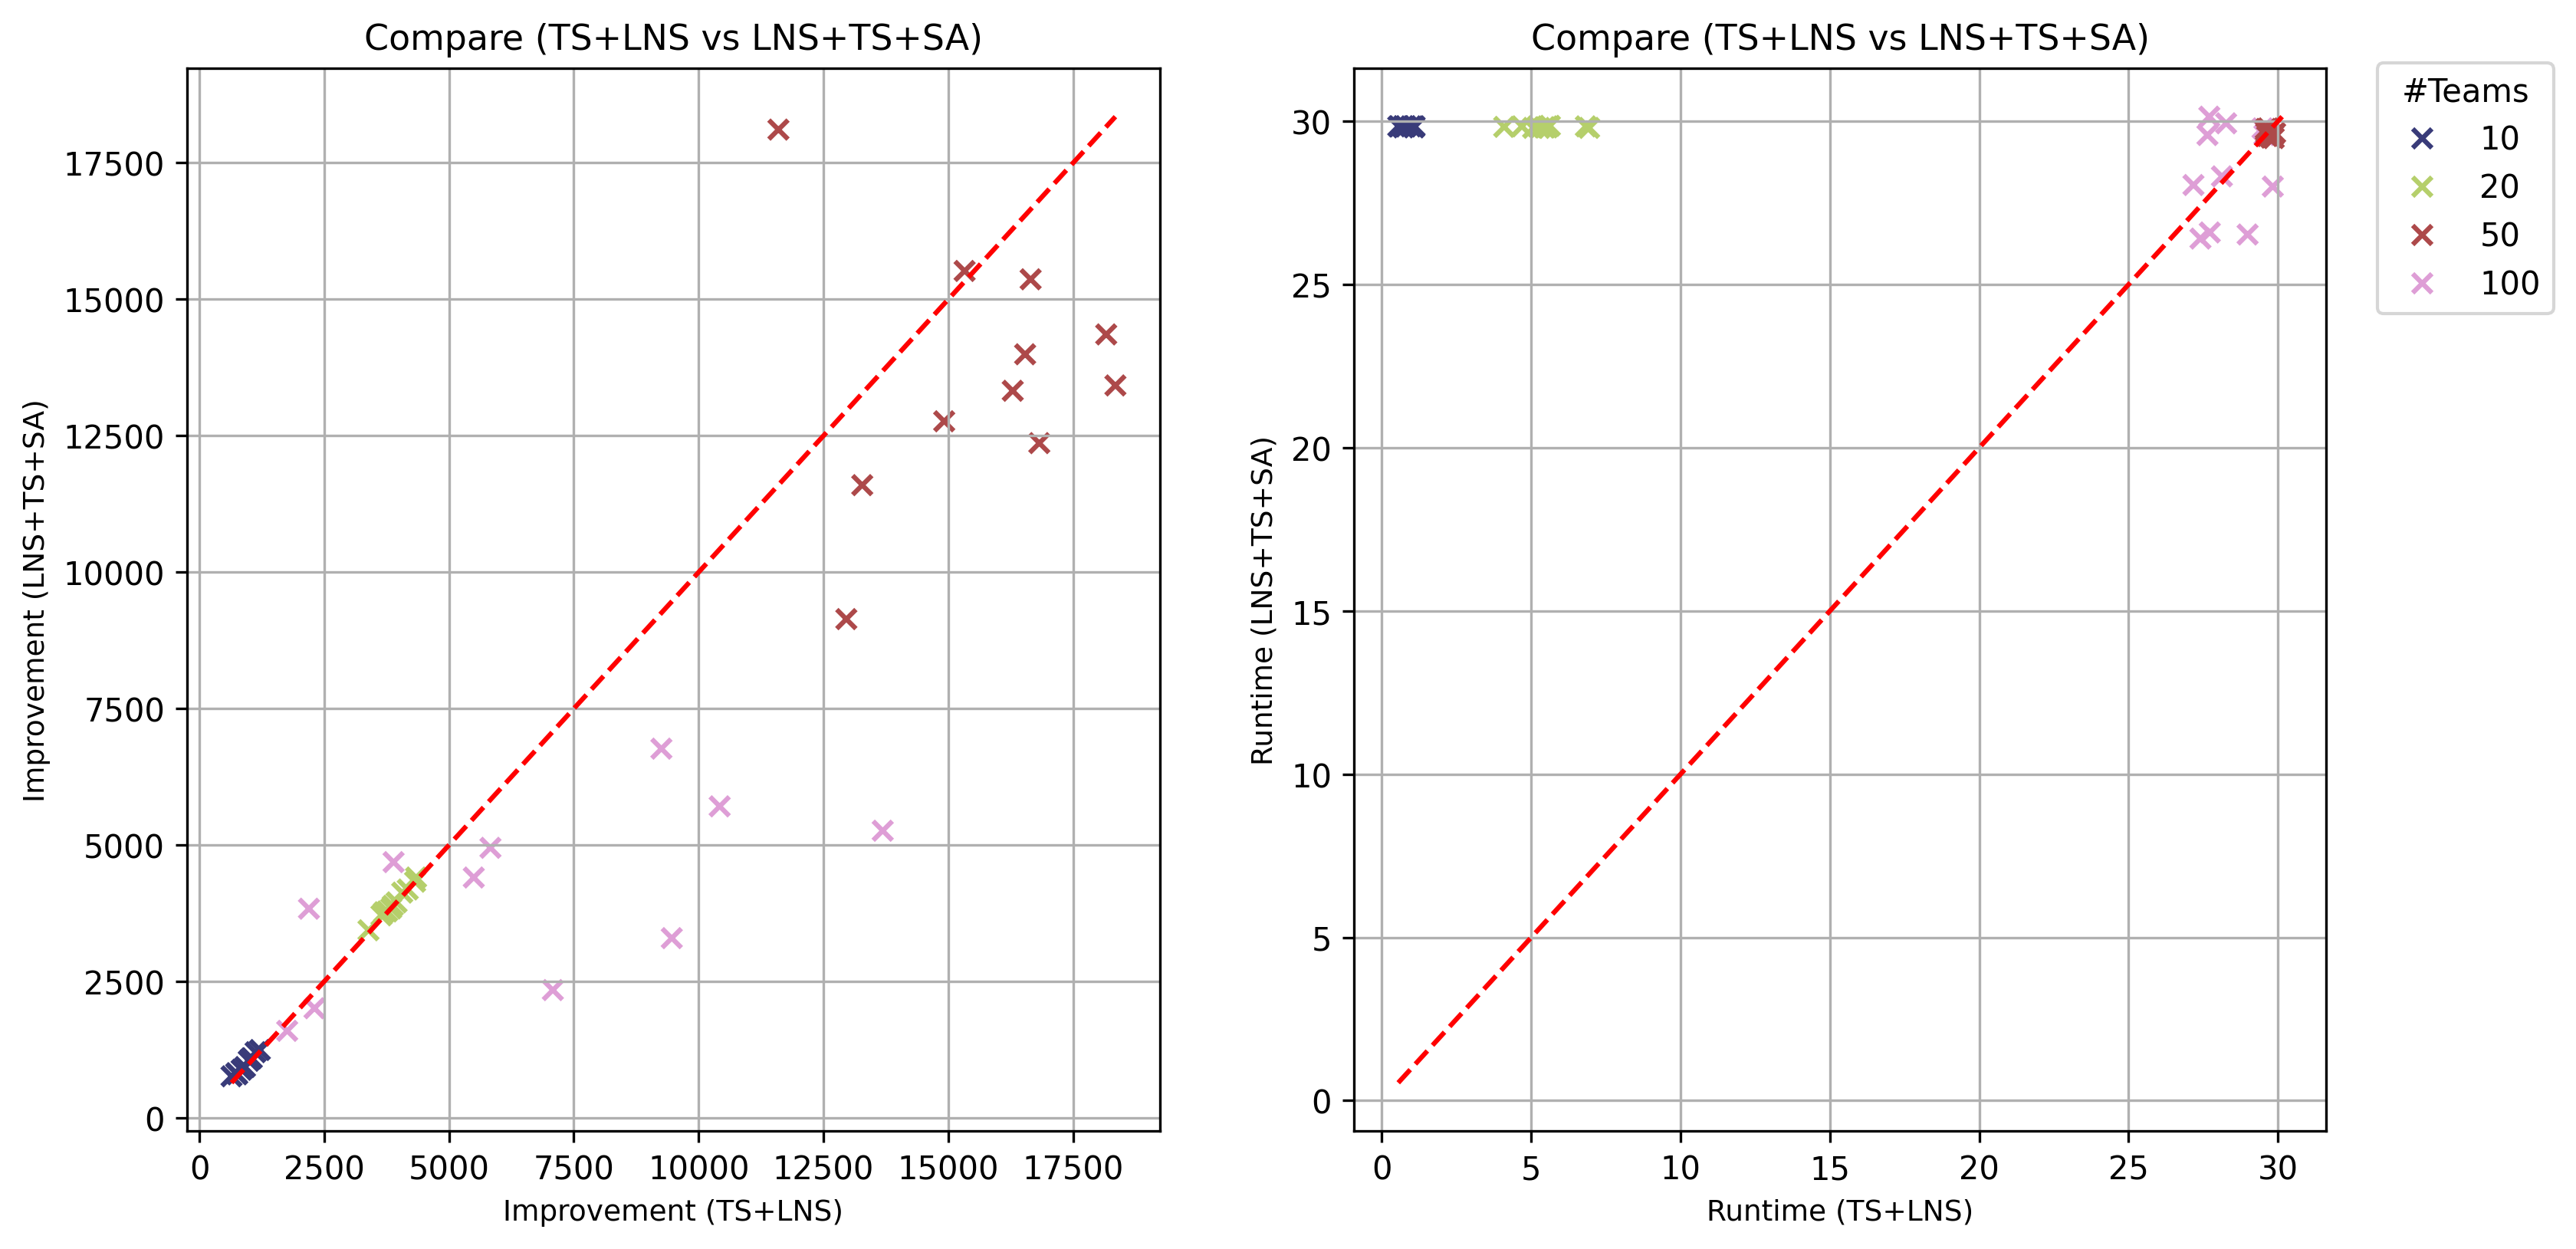 Compare (TS+LNS vs LNS+TS+SA)
17500
15000
12500
10000
7500
5000
2500
0
Improvement (LNS+TS+SA)
0 2500 5000 7500 10000 12500 15000 17500
Improvement (TS+LNS)
Compare (TS+LNS vs LNS+TS+SA)
30
25
20
15
10
5
0
Runtime (LNS+TS+SA)
0 5 10 15 20 25 30
Runtime (TS+LNS)
#Teams
10
20
50
100